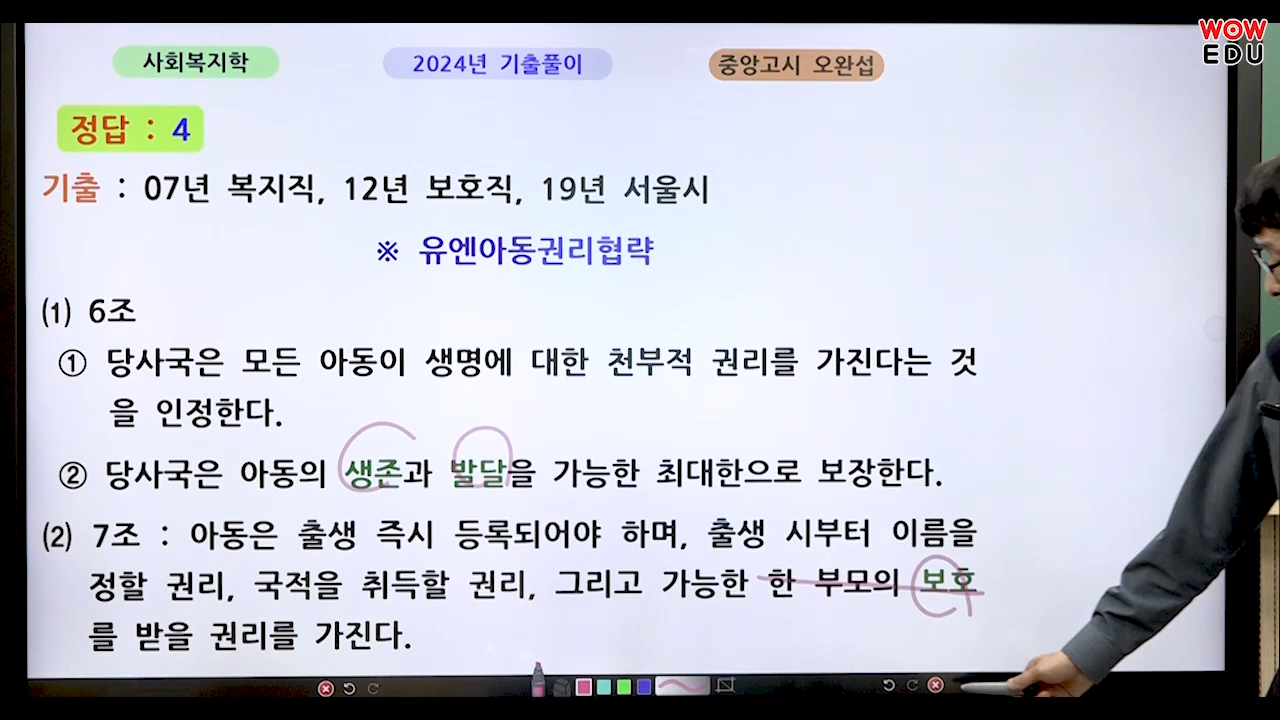 WOW
EDU
사회복지학 2024년 기출풀이 중앙고시 오완섭
정답 : 4
기출 : 07년 복지직, 12년 보호직, 19년 서울시
※ 유엔아동권리협략
(1) 6조
① 당사국은 모든 아동이 생명에 대한 천부적 권리를 가진다는 것
을 인정한다.
② 당사국은 아동의 생존과 발달을 가능한 최대한으로 보장한다.
(2) 7조 : 아동은 출생 즉시 등록되어야 하며, 출생 시부터 이름을
정할 권리, 국적을 취득할 권리, 그리고 가능한 한 부모의 보호
를 받을 권리를 가진다.